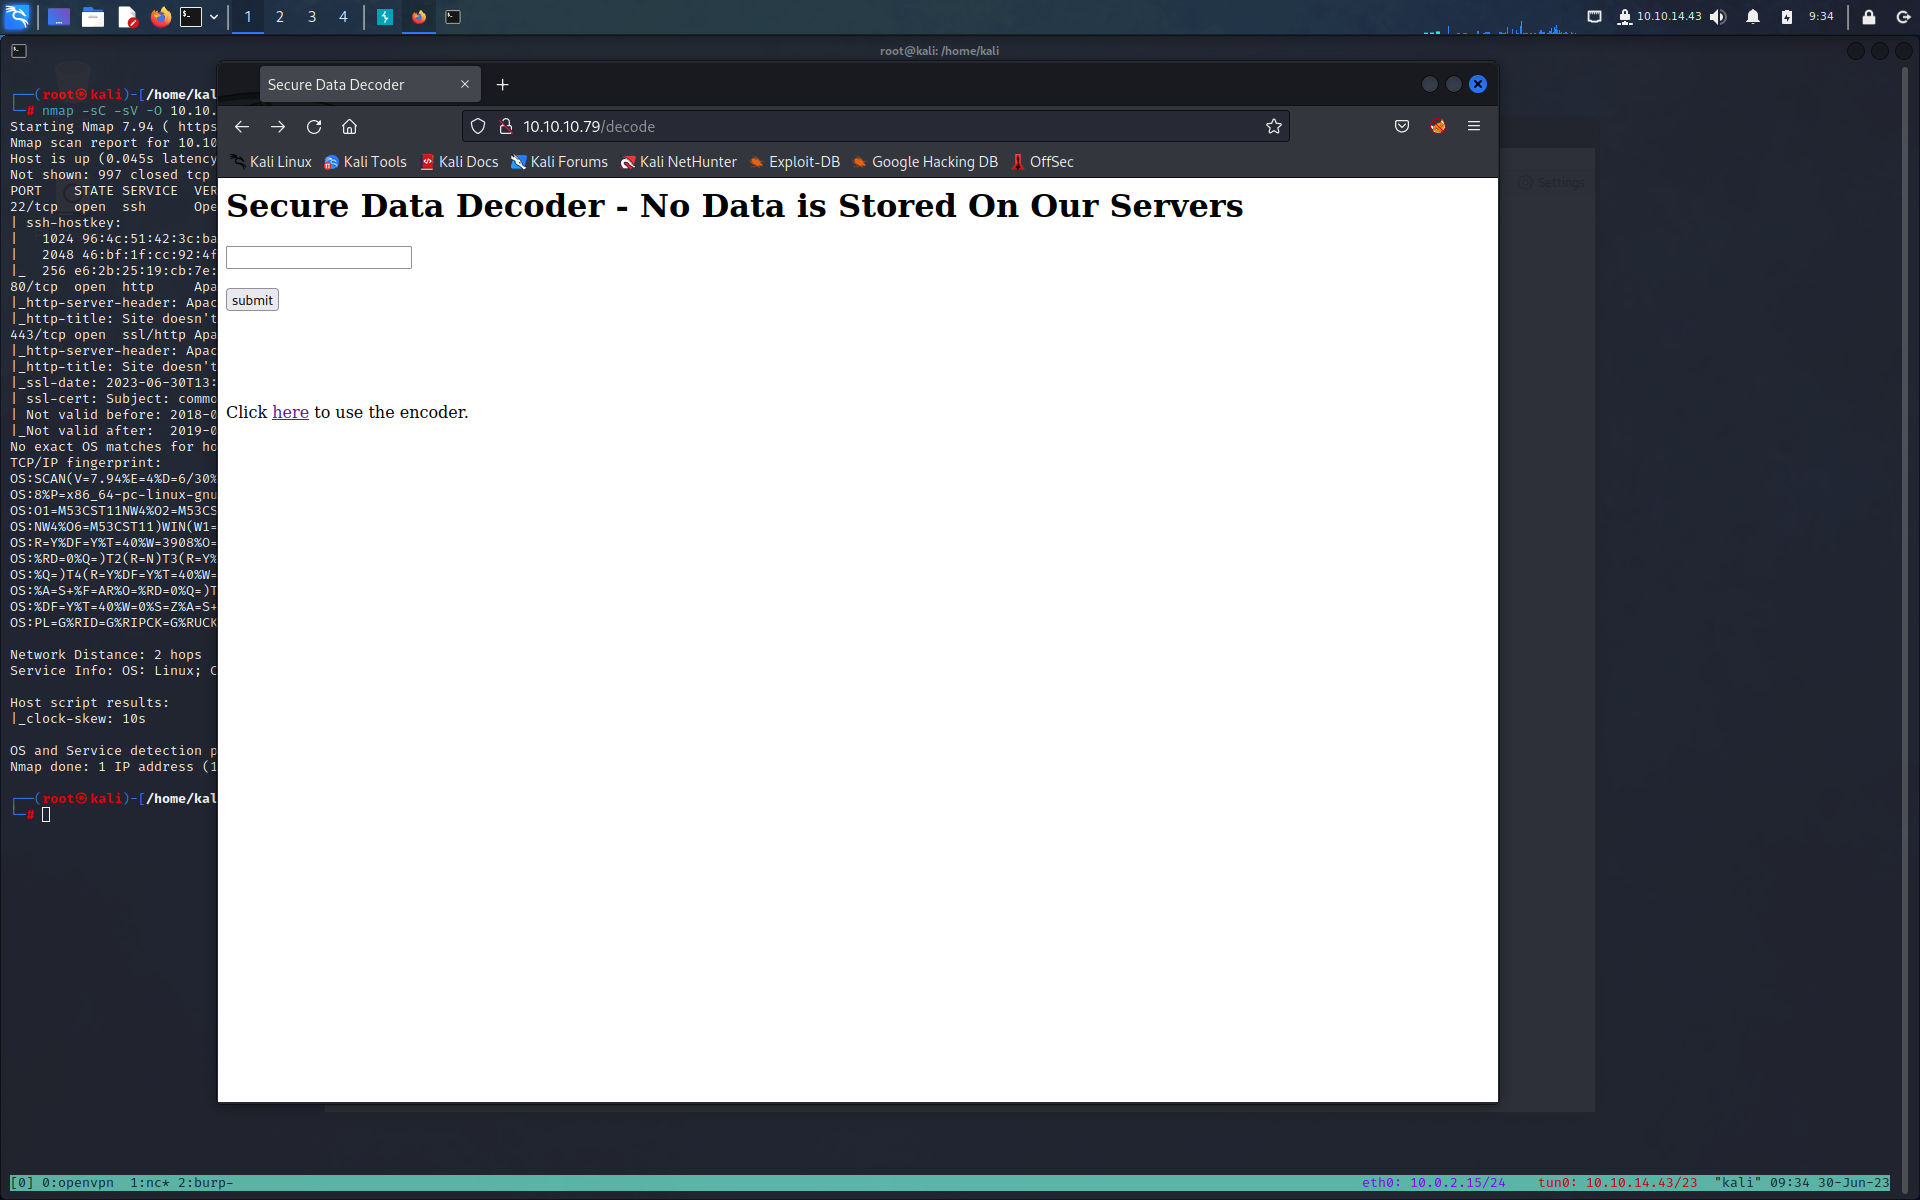 1 2 3 4 10.10.14.43 9:34
root@kali: /home/kali
Secure Data Decoder
10.10.10.79/decode
Kali Linux Kali Tools Kali Docs Kali Forums Kali NetHunter Exploit-DB Google Hacking DB OffSec
Secure Data Decoder - No Data is Stored On Our Servers
submit
Click here to use the encoder.
Settings
┌──(root㉿kali)-[/home/kal
└─# nmap -sC -sV -O 10.10.
Starting Nmap 7.94 ( https
Nmap scan report for 10.10
Host is up (0.045s latency
Not shown: 997 closed tcp
PORT    STATE SERVICE  VER
22/tcp  open  ssh      Ope
| ssh-hostkey:
|   1024 96:4c:51:42:3c:ba
|   2048 46:bf:1f:cc:92:4f
|_  256 e6:2b:25:19:cb:7e:
80/tcp  open  http     Apa
|_http-server-header: Apac
|_http-title: Site doesn't
443/tcp open  ssl/http Apa
|_http-server-header: Apac
|_http-title: Site doesn't
|_ssl-date: 2023-06-30T13:
| ssl-cert: Subject: commo
| Not valid before: 2018-0
|_Not valid after:  2019-0
No exact OS matches for ho
TCP/IP fingerprint:
OS:SCAN(V=7.94%E=4%D=6/30%
OS:8%P=x86_64-pc-linux-gnu
OS:O1=M53CST11NW4%O2=M53CS
OS:NW4%O6=M53CST11)WIN(W1=
OS:R=Y%DF=Y%T=40%W=3908%O=
OS:%RD=0%Q=)T2(R=N)T3(R=Y%
OS:%Q=)T4(R=Y%DF=Y%T=40%W=
OS:%A=S+%F=AR%O=%RD=0%Q=)T
OS:%DF=Y%T=40%W=0%S=Z%A=S+
OS:PL=G%RID=G%RIPCK=G%RUCK
Network Distance: 2 hops
Service Info: OS: Linux; C
Host script results:
|_clock-skew: 10s
OS and Service detection p
Nmap done: 1 IP address (1
┌──(root㉿kali)-[/home/kal
└─#
[0] 0:openvpn  1:nc* 2:burp- eth0: 10.0.2.15/24 tun0: 10.10.14.43/23 "kali" 09:34 30-Jun-23